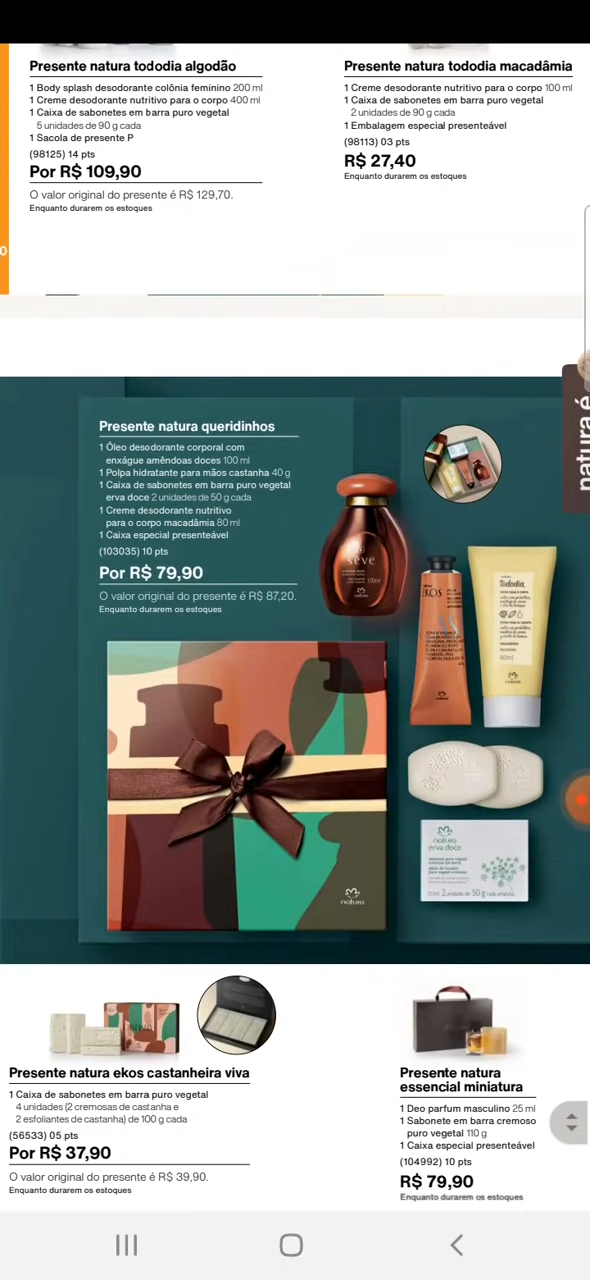 Presente natura tododia algodão
1 Body splash desodorante colônia feminino 200 ml
1 Creme desodorante nutritivo para o corpo 400 ml
1 Caixa de sabonetes em barra puro vegetal
5 unidades de 90 g cada
1 Sacola de presente P
(98125) 14 pts
Por R$ 109,90
O valor original do presente é R$ 129,70.
Enquanto durarem os estoques
Presente natura tododia macadâmia
1 Creme desodorante nutritivo para o corpo 100 ml
1 Caixa de sabonetes em barra puro vegetal
2 unidades de 90 g cada
1 Embalagem especial presenteável
(98113) 03 pts
R$ 27,40
Enquanto durarem os estoques
0
natura é
Presente natura queridinhos
1 Óleo desodorante corporal com
enxágue amêndoas doces 100 ml
1 Polpa hidratante para mãos castanha 40 g
1 Caixa de sabonetes em barra puro vegetal
erva doce 2 unidades de 50 g cada
1 Creme desodorante nutritivo
para o corpo macadâmia 80 ml
1 Caixa especial presenteável
(103035) 10 pts
Por R$ 79,90
O valor original do presente é R$ 87,20.
Enquanto durarem os estoques
sève
EKOS
tododia
80ml
natura
natura
erva doce
2 unidades de 50 g
natura
Presente natura ekos castanheira viva
1 Caixa de sabonetes em barra puro vegetal
4 unidades (2 cremosas de castanha e
2 esfoliantes de castanha) de 100 g cada
(56533) 05 pts
Por R$ 37,90
O valor original do presente é R$ 39,90.
Enquanto durarem os estoques
Presente natura
essencial miniatura
1 Deo parfum masculino 25 ml
1 Sabonete em barra cremoso
puro vegetal 110 g
1 Caixa especial presenteável
(104992) 10 pts
R$ 79,90
Enquanto durarem os estoques